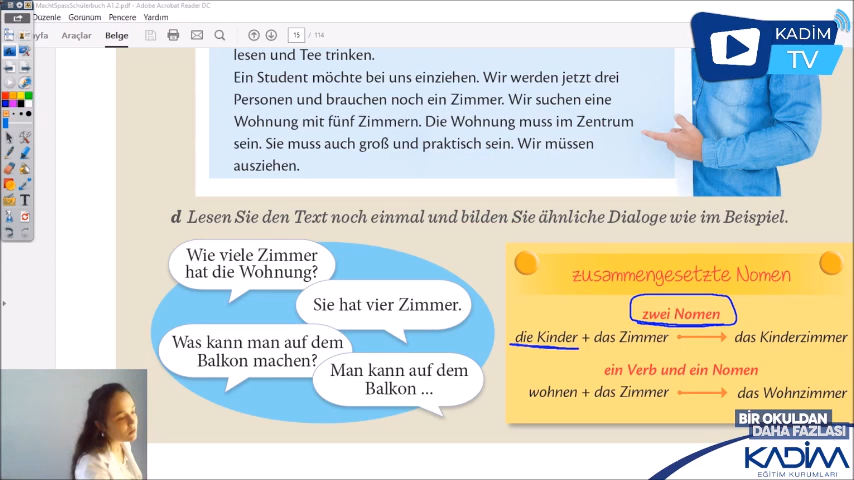 MachtSpassSchülerbuch A1.2.pdf - Adobe Acrobat Reader DC
Düzenle Görünüm Pencere Yardım
Araçlar Belge 15 / 114
KADİM
TV
lesen und Tee trinken.
Ein Student möchte bei uns einziehen. Wir werden jetzt drei
Personen und brauchen noch ein Zimmer. Wir suchen eine
Wohnung mit fünf Zimmern. Die Wohnung muss im Zentrum
sein. Sie muss auch groß und praktisch sein. Wir müssen
ausziehen.
d Lesen Sie den Text noch einmal und bilden Sie ähnliche Dialoge wie im Beispiel.
Wie viele Zimmer
hat die Wohnung?
Sie hat vier Zimmer.
Was kann man auf dem
Balkon machen?
Man kann auf dem
Balkon ...
zusammengesetzte Nomen
zwei Nomen
die Kinder + das Zimmer das Kinderzimmer
ein Verb und ein Nomen
wohnen + das Zimmer das Wohnzimmer
BİR OKULDAN
DAHA FAZLASI
KADİM
EĞİTİM KURUMLARI